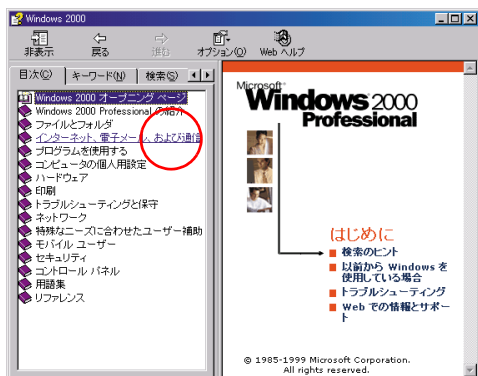 Windows 2000
非表示
戻る
進む
オプション(O)
Web ヘルプ
目次(C)
キーワード(N)
検索(S)
Windows 2000 オープニング ページ
Windows 2000 Professional の紹介
ファイルとフォルダ
インターネット、電子メール、および通信
プログラムを使用する
コンピュータの個人用設定
ハードウェア
印刷
トラブルシューティングと保守
ネットワーク
特殊なニーズに合わせたユーザー補助
モバイル ユーザー
セキュリティ
コントロール パネル
用語集
リファレンス
Microsoft
Windows 2000
Professional
はじめに
検索のヒント
以前から Windows を
使用している場合
トラブルシューティング
Web での情報とサポー
ト
© 1985-1999 Microsoft Corporation.
All rights reserved.